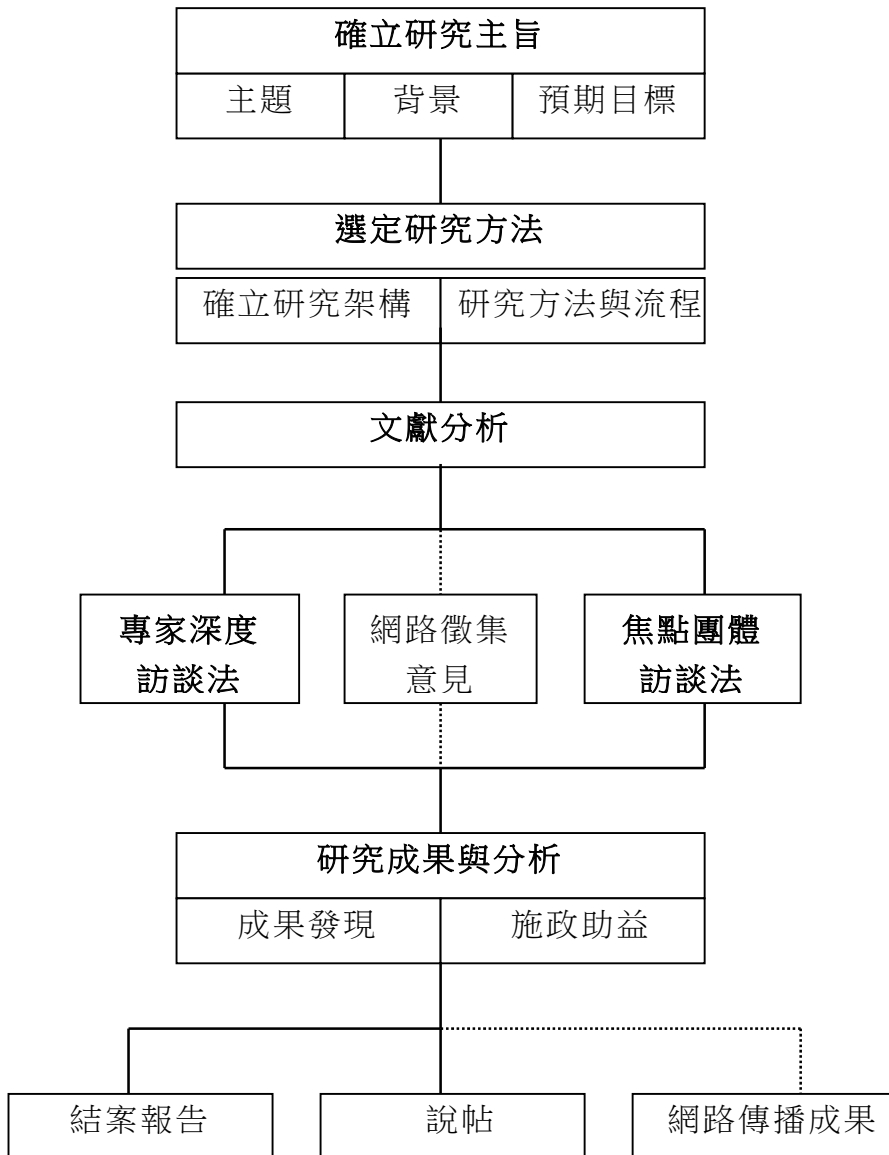 確立研究主旨
主題 背景 預期目標
選定研究方法
確立研究架構 研究方法與流程
文獻分析
專家深度
訪談法
網路徵集
意見
焦點團體
訪談法
研究成果與分析
成果發現 施政助益
結案報告 說帖 網路傳播成果